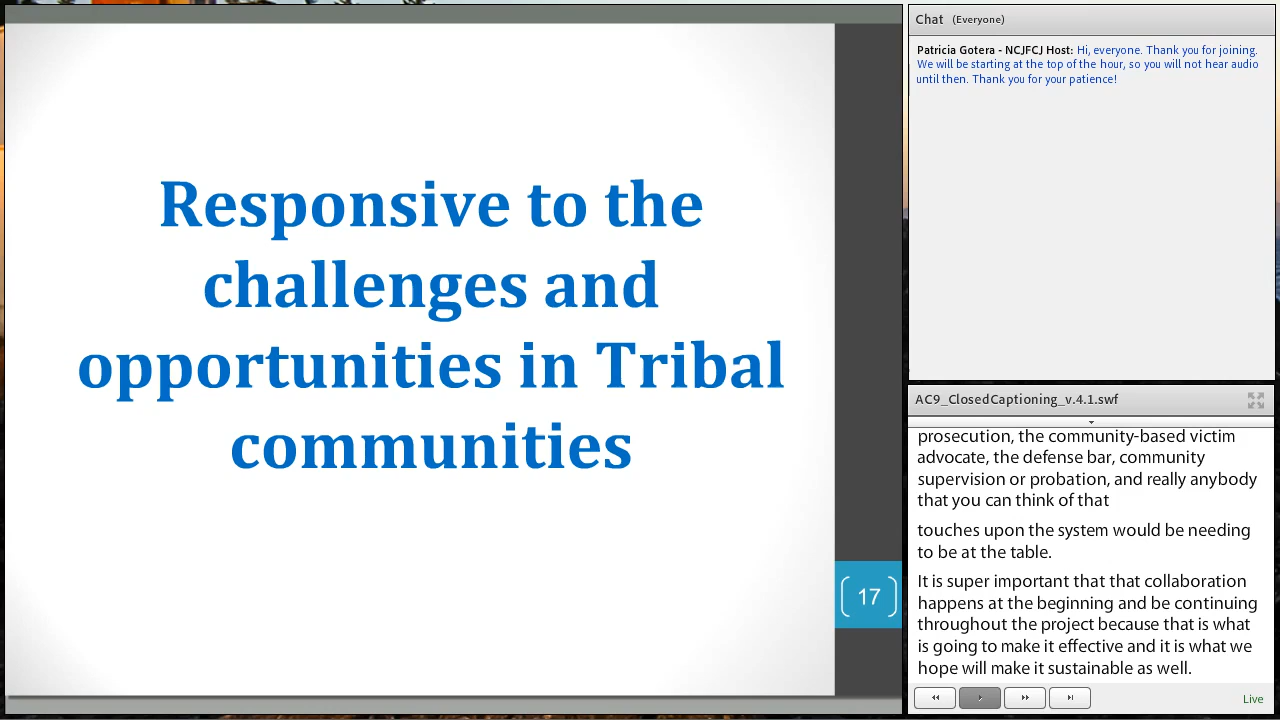 Responsive to the
challenges and
opportunities in Tribal
communities
17
Chat (Everyone)
Patricia Gotera - NCJFCJ Host: Hi, everyone. Thank you for joining.
We will be starting at the top of the hour, so you will not hear audio
until then. Thank you for your patience!
AC9_ClosedCaptioning_v.4.1.swf
prosecution, the community-based victim
advocate, the defense bar, community
supervision or probation, and really anybody
that you can think of that
touches upon the system would be needing
to be at the table.
It is super important that that collaboration
happens at the beginning and be continuing
throughout the project because that is what
is going to make it effective and it is what we
hope will make it sustainable as well.
Live